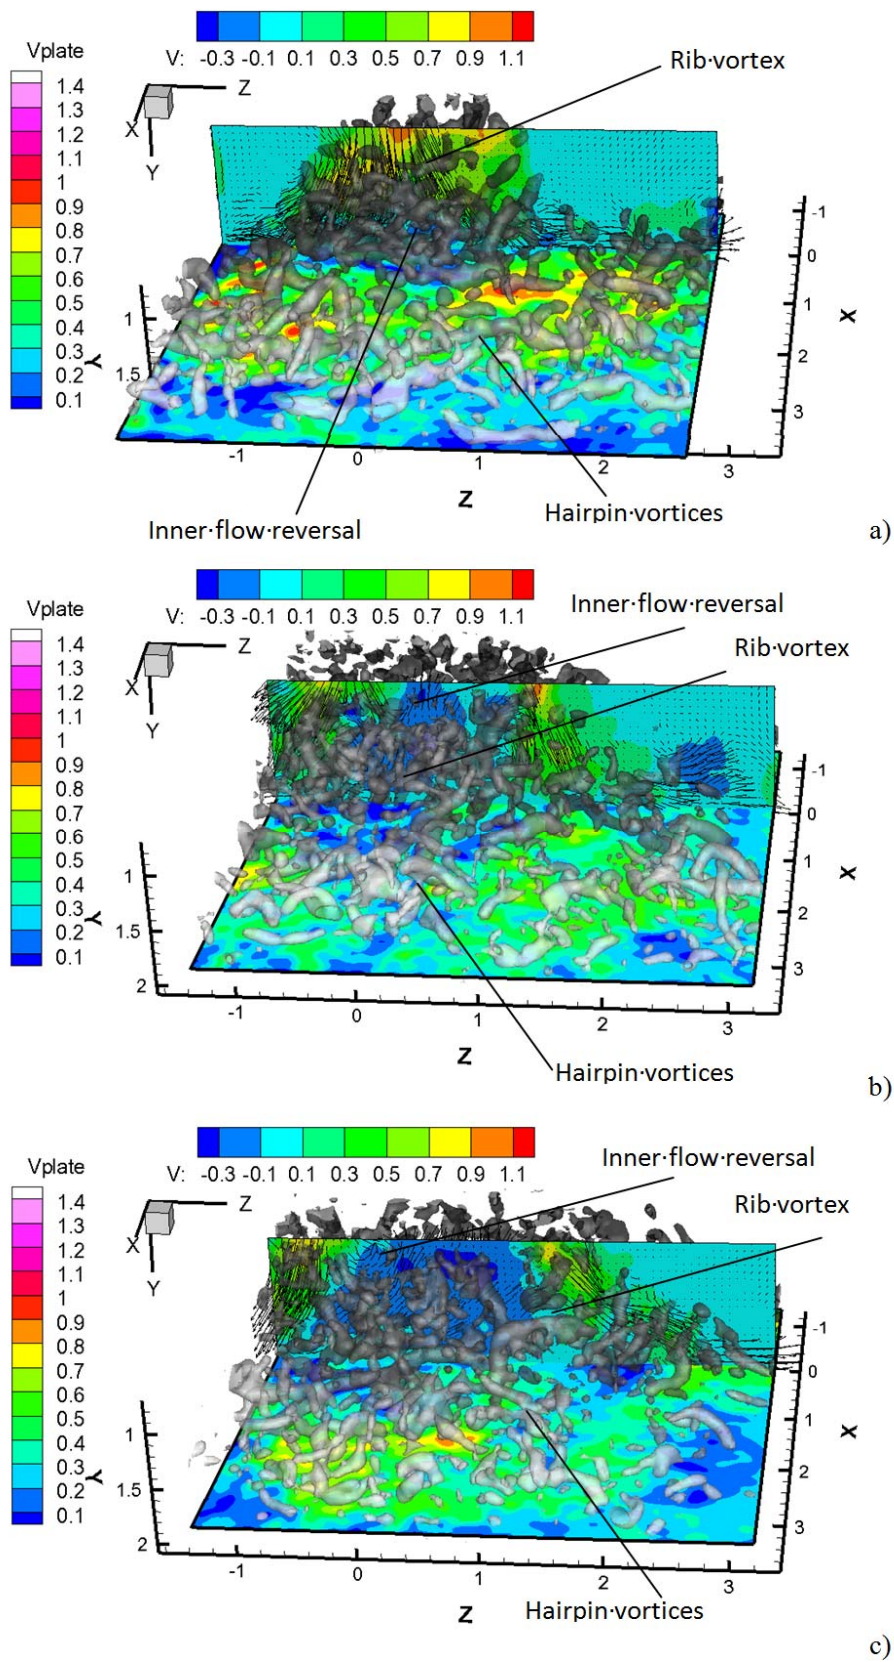 V: -0.3 -0.1 0.1 0.3 0.5 0.7 0.9 1.1
Vplate
1.4
1.3
1.2
1.1
1
0.9
0.8
0.7
0.6
0.5
0.4
0.3
0.2
0.1
Z
X
Y
Rib·vortex
-1
0
1
2
3
X
1
1.5
Y
-1 0 1 2 3
Z
Inner·flow·reversal
Hairpin·vortices
a)
V: -0.3 -0.1 0.1 0.3 0.5 0.7 0.9 1.1
Vplate
1.4
1.3
1.2
1.1
1
0.9
0.8
0.7
0.6
0.5
0.4
0.3
0.2
0.1
Z
X
Y
Inner·flow·reversal
Rib·vortex
-1
0
1
2
3
X
1
1.5
2
Y
-1 0 1 2 3
Z
Hairpin·vortices
b)
V: -0.3 -0.1 0.1 0.3 0.5 0.7 0.9 1.1
Vplate
1.4
1.3
1.2
1.1
1
0.9
0.8
0.7
0.6
0.5
0.4
0.3
0.2
0.1
Z
X
Y
Inner·flow·reversal
Rib·vortex
-1
0
1
2
3
X
1
1.5
2
Y
-1 0 1 2 3
Z
Hairpin·vortices
c)